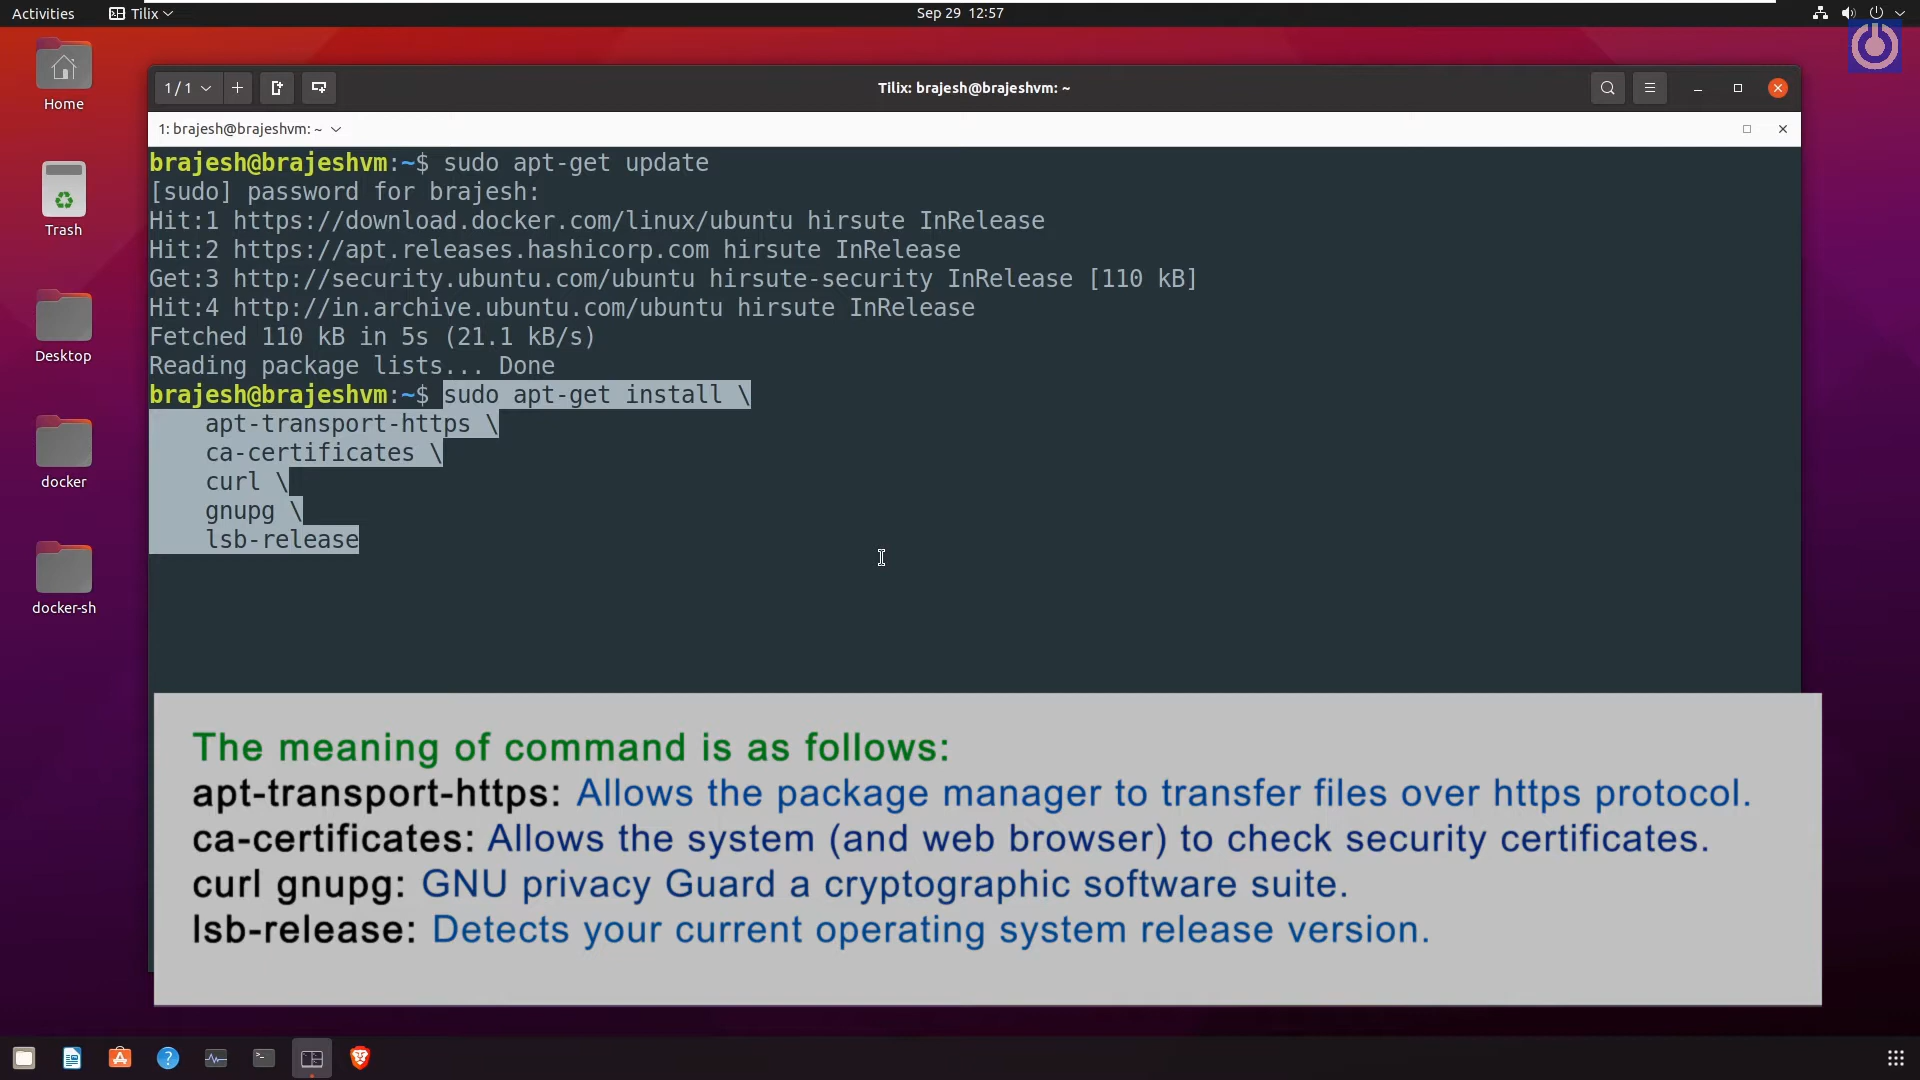 Activities
Tilix
Sep 29 12:57
1 / 1
Tilix: brajesh@brajeshvm: ~
1: brajesh@brajeshvm: ~
brajesh@brajeshvm:~$ sudo apt-get update
[sudo] password for brajesh:
Hit:1 https://download.docker.com/linux/ubuntu hirsute InRelease
Hit:2 https://apt.releases.hashicorp.com hirsute InRelease
Get:3 http://security.ubuntu.com/ubuntu hirsute-security InRelease [110 kB]
Hit:4 http://in.archive.ubuntu.com/ubuntu hirsute InRelease
Fetched 110 kB in 5s (21.1 kB/s)
Reading package lists... Done
brajesh@brajeshvm:~$ sudo apt-get install \
apt-transport-https \
ca-certificates \
curl \
gnupg \
lsb-release
Home
Trash
Desktop
docker
docker-sh
The meaning of command is as follows:
apt-transport-https: Allows the package manager to transfer files over https protocol.
ca-certificates: Allows the system (and web browser) to check security certificates.
curl gnupg: GNU privacy Guard a cryptographic software suite.
lsb-release: Detects your current operating system release version.